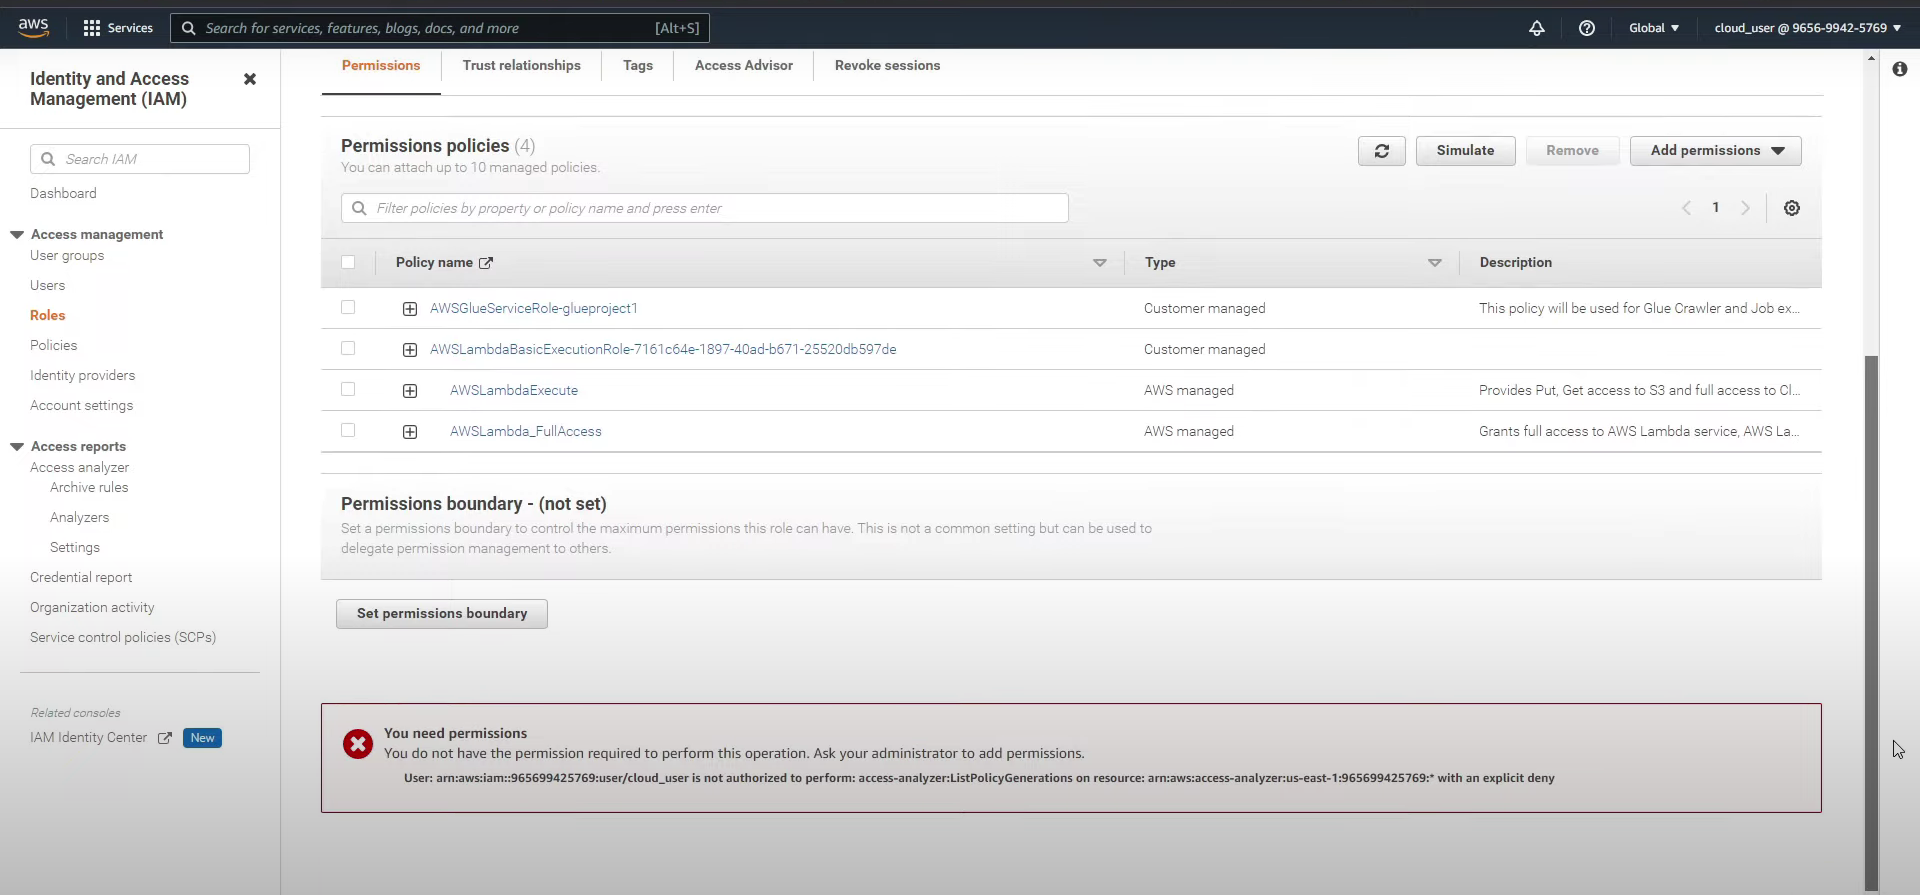 aws
Services
Search for services, features, blogs, docs, and more
[Alt+S]
Global
cloud_user @ 9656-9942-5769
Identity and Access
Management (IAM)
Search IAM
Dashboard
Access management
User groups
Users
Roles
Policies
Identity providers
Account settings
Access reports
Access analyzer
Archive rules
Analyzers
Settings
Credential report
Organization activity
Service control policies (SCPs)
Related consoles
IAM Identity Center
New
Permissions
Trust relationships
Tags
Access Advisor
Revoke sessions
Permissions policies (4)
You can attach up to 10 managed policies.
Simulate
Remove
Add permissions
Filter policies by property or policy name and press enter
1
Policy name
Type
Description
AWSGlueServiceRole-glueproject1
Customer managed
This policy will be used for Glue Crawler and Job ex...
AWSLambdaBasicExecutionRole-7161c64e-1897-40ad-b671-25520db597de
Customer managed
AWSLambdaExecute
AWS managed
Provides Put, Get access to S3 and full access to Cl...
AWSLambda_FullAccess
AWS managed
Grants full access to AWS Lambda service, AWS La...
Permissions boundary - (not set)
Set a permissions boundary to control the maximum permissions this role can have. This is not a common setting but can be used to
delegate permission management to others.
Set permissions boundary
You need permissions
You do not have the permission required to perform this operation. Ask your administrator to add permissions.
User: arn:aws:iam::965699425769:user/cloud_user is not authorized to perform: access-analyzer:ListPolicyGenerations on resource: arn:aws:access-analyzer:us-east-1:965699425769:* with an explicit deny